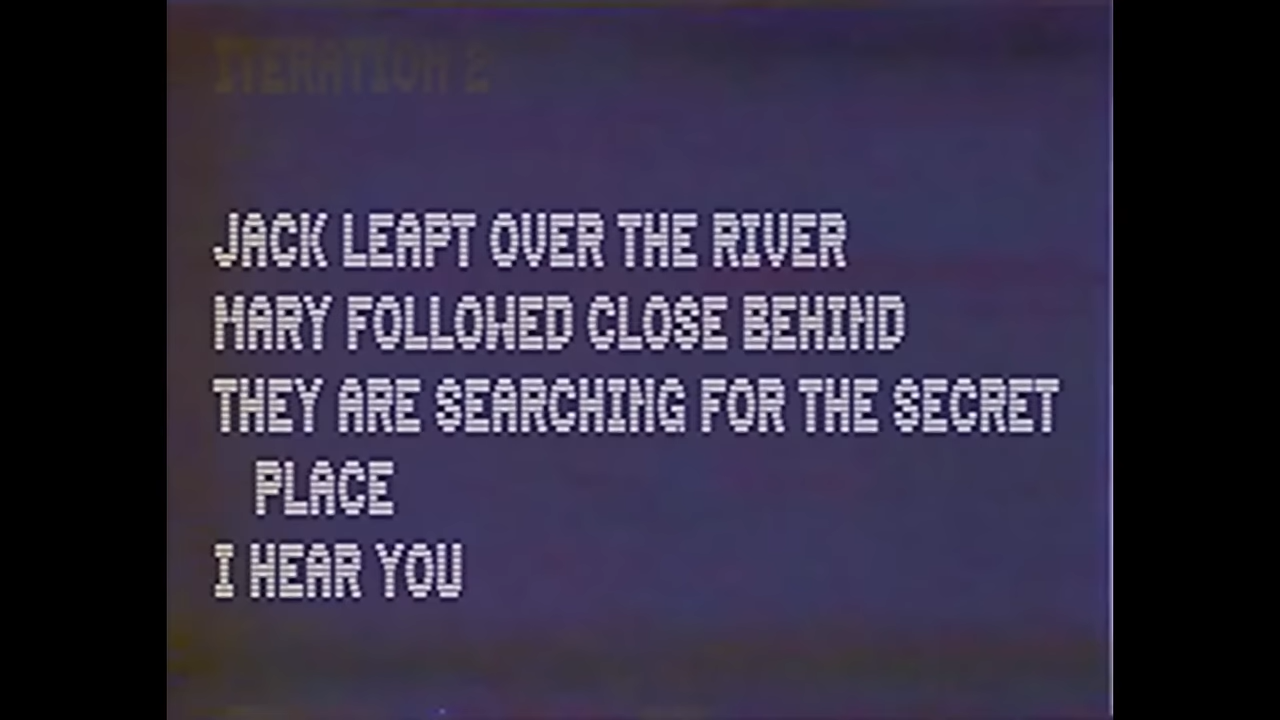 ITERATION 2
JACK LEAPT OVER THE RIVER
MARY FOLLOWED CLOSE BEHIND
THEY ARE SEARCHING FOR THE SECRET
PLACE
I HEAR YOU